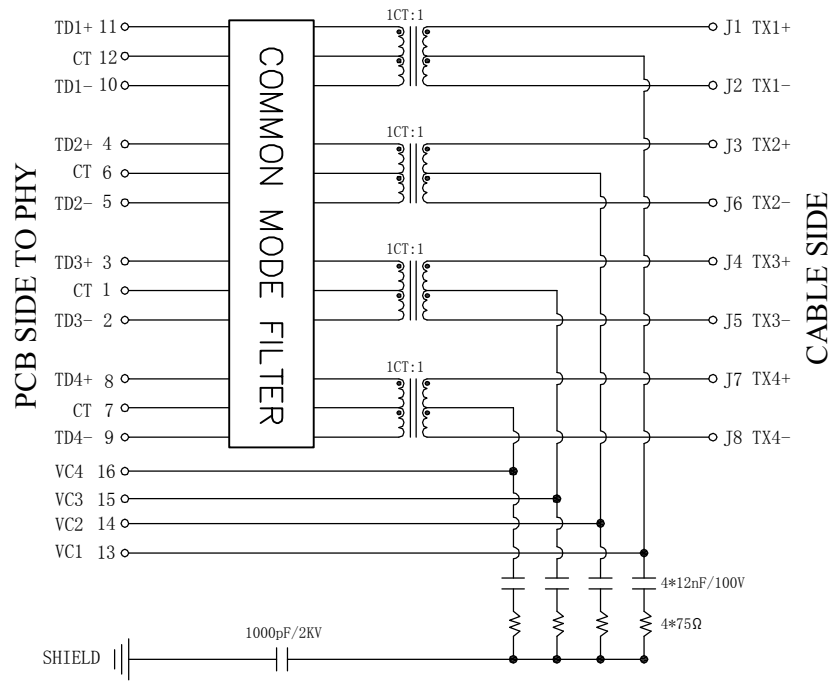 1CT:1
TD1+ 11
J1 TX1+
CT 12
TD1- 10
J2 TX1-
1CT:1
TD2+ 4
J3 TX2+
CT 6
TD2- 5
J6 TX2-
1CT:1
TD3+ 3
J4 TX3+
CT 1
TD3- 2
J5 TX3-
1CT:1
TD4+ 8
J7 TX4+
CT 7
TD4- 9
J8 TX4-
COMMON MODE FILTER
PCB SIDE TO PHY
CABLE SIDE
VC4 16
VC3 15
VC2 14
VC1 13
4*12nF/100V
4*75Ω
1000pF/2KV
SHIELD